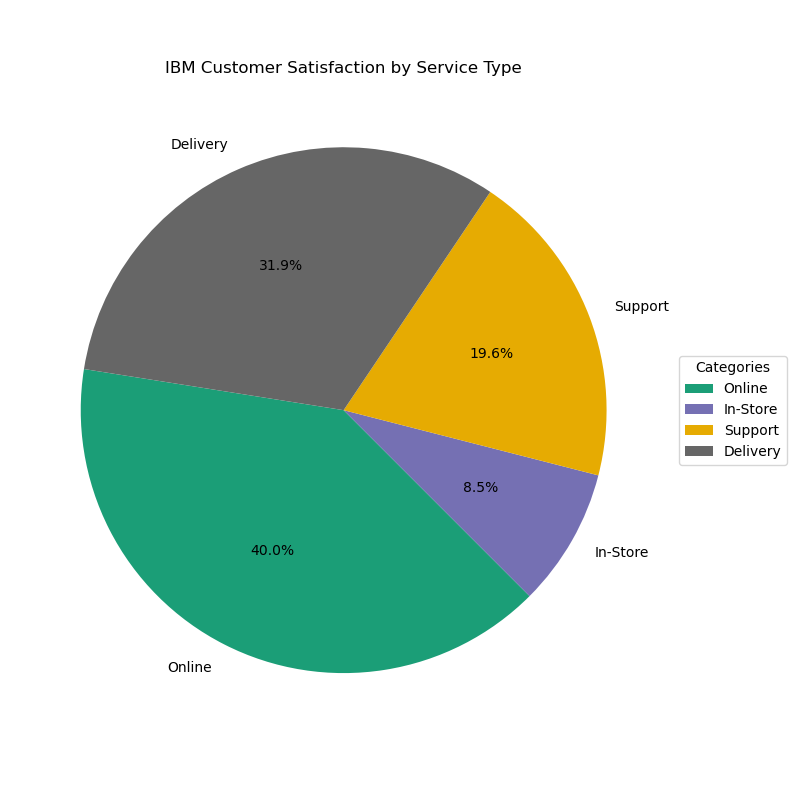 IBM Customer Satisfaction by Service Type
Delivery
31.9%
Support
19.6%
Categories
Online
In-Store
Support
Delivery
8.5%
In-Store
40.0%
Online